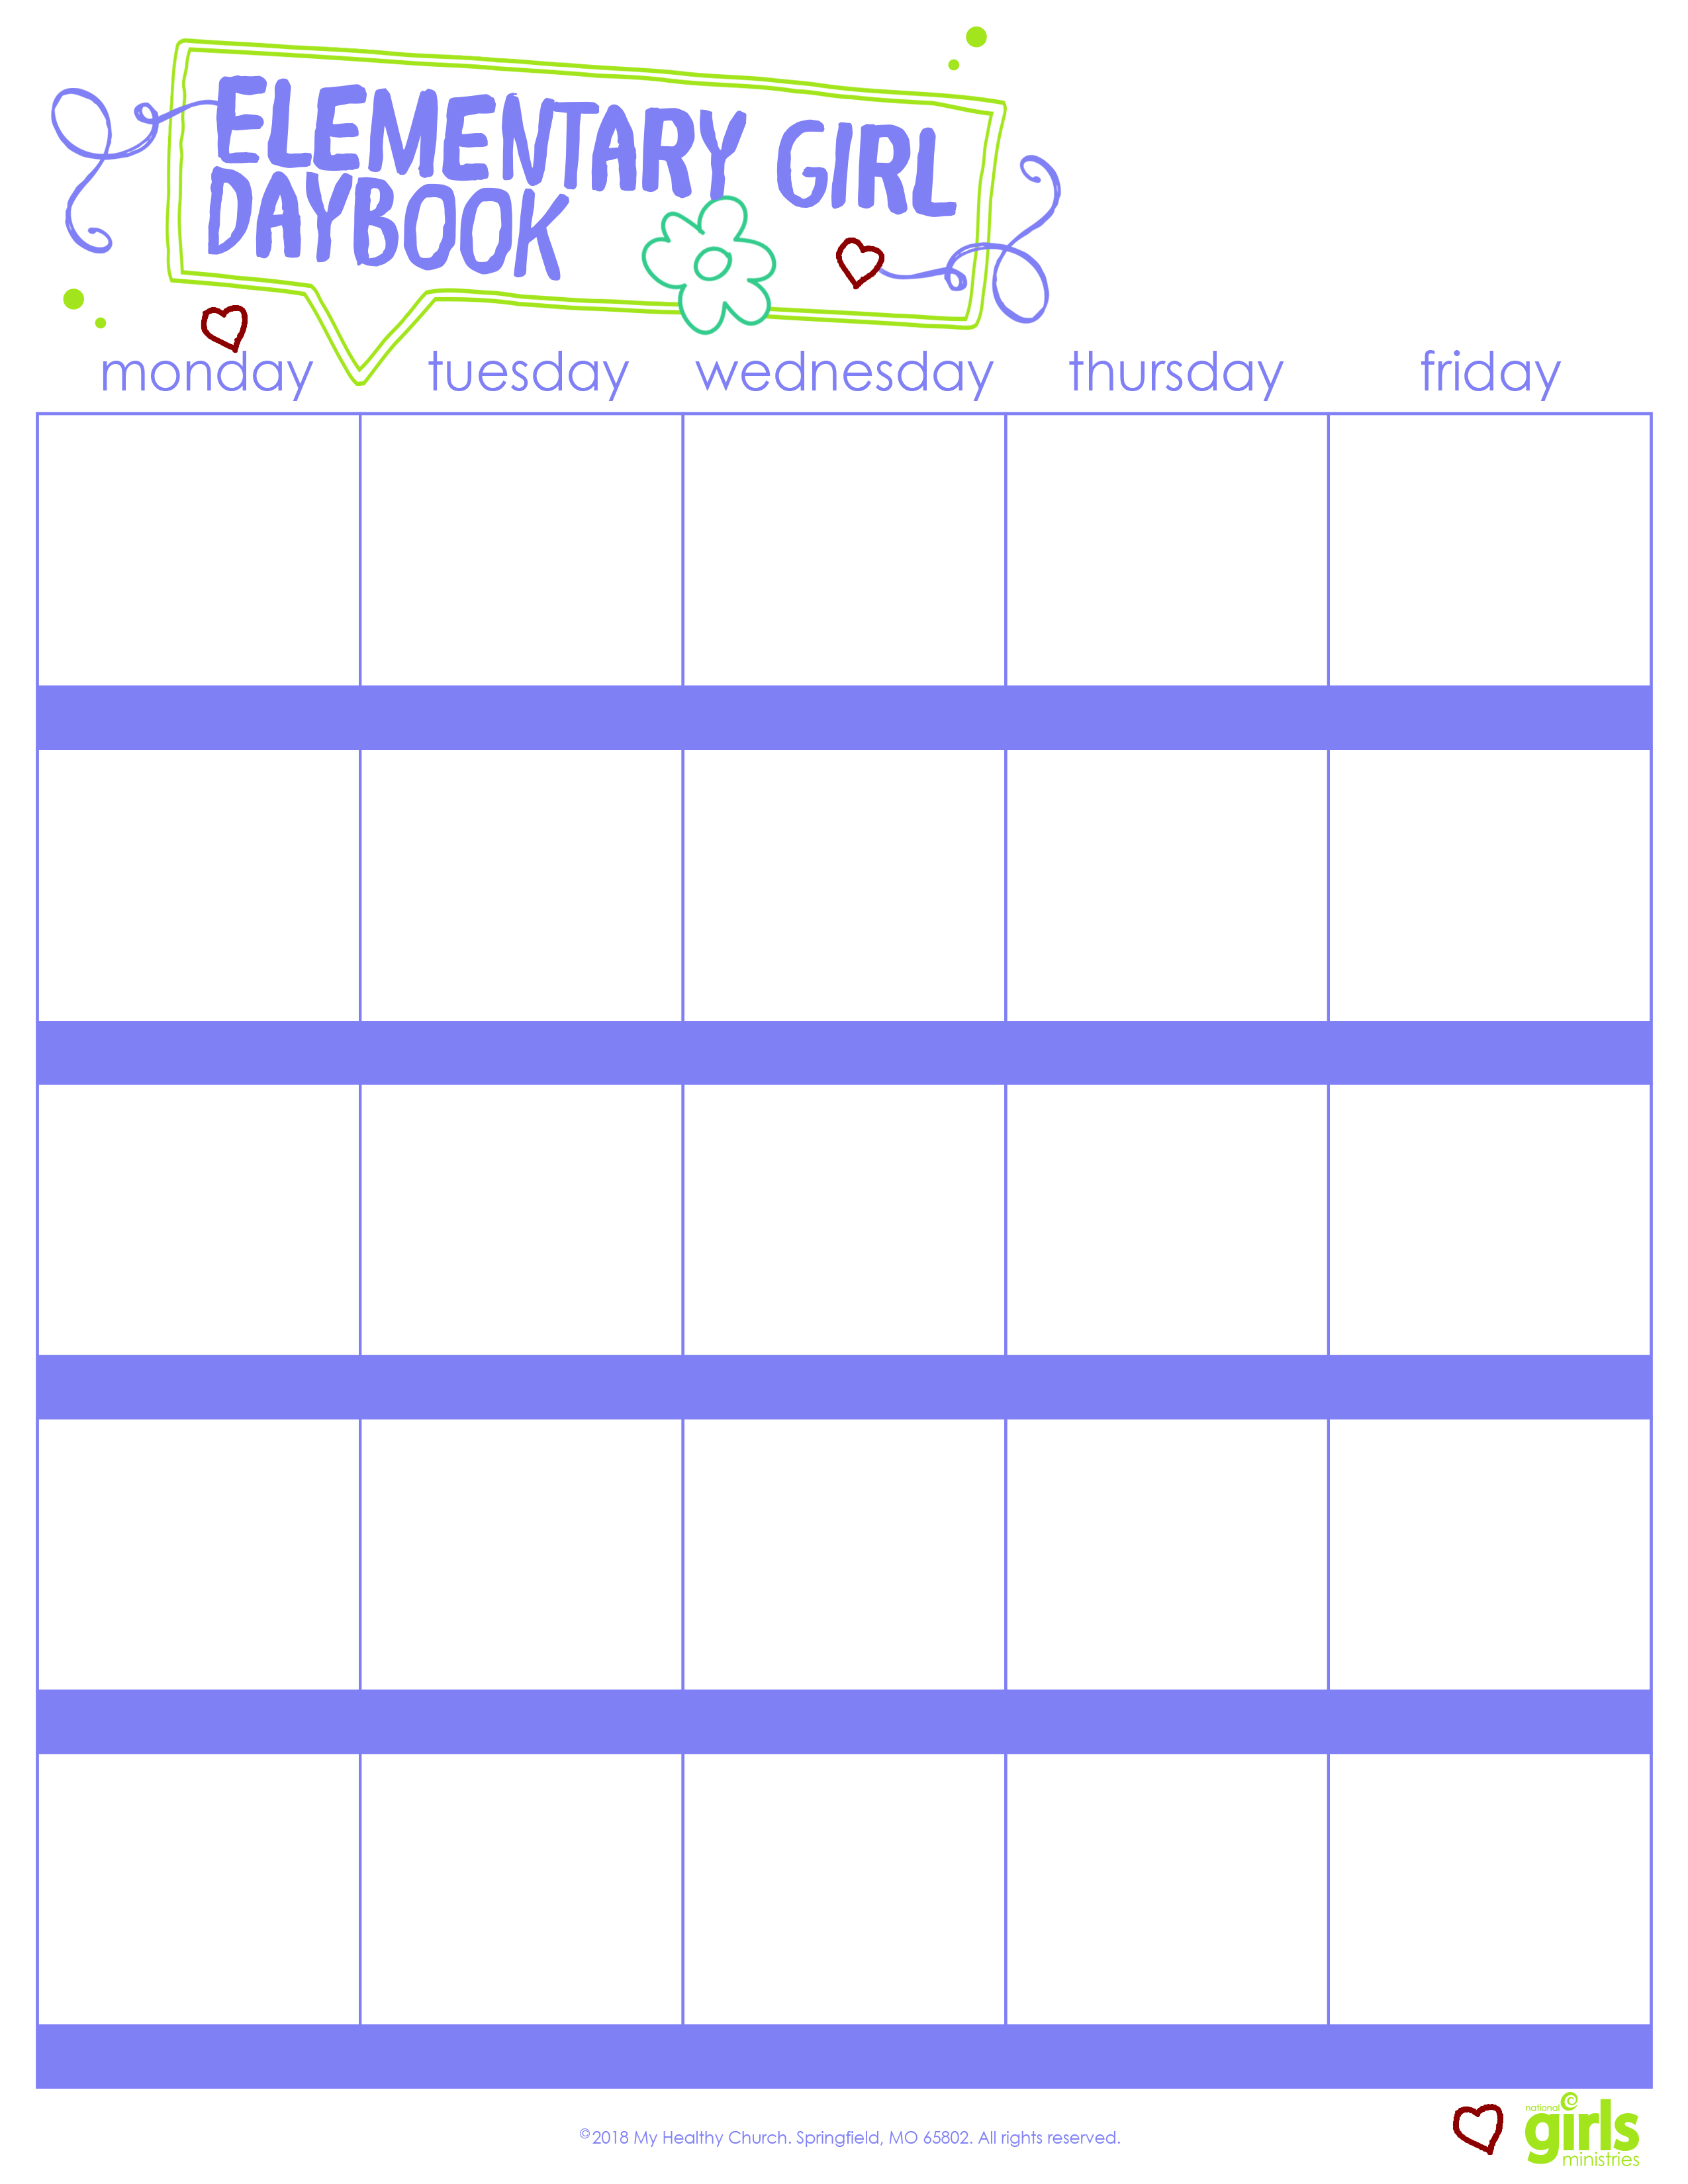 ELEMENTARY GIRL
DAYBOOK
monday tuesday wednesday thursday friday
©2018 My Healthy Church. Springfield, MO 65802. All rights reserved.
national
girls
ministries